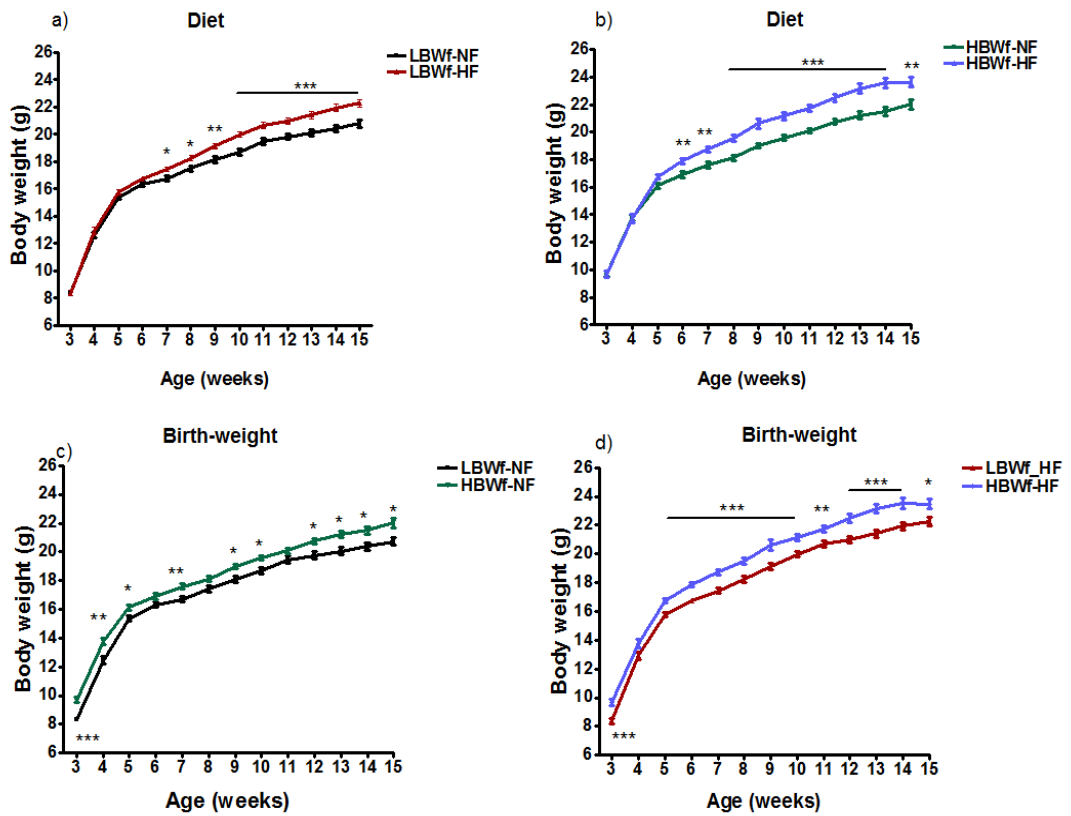 a)
Diet
LBWf-NF
LBWf-HF
26
24
22
20
18
16
14
12
10
8
6
* * ** ***
3 4 5 6 7 8 9 10 11 12 13 14 15
Body weight (g)
Age (weeks)
b)
Diet
HBWf-NF
HBWf-HF
26
24
22
20
18
16
14
12
10
8
6
** ** *** **
3 4 5 6 7 8 9 10 11 12 13 14 15
Body weight (g)
Age (weeks)
c)
Birth-weight
LBWf-NF
HBWf-NF
26
24
22
20
18
16
14
12
10
8
6
*** ** * ** * * * * * *
3 4 5 6 7 8 9 10 11 12 13 14 15
Body weight (g)
Age (weeks)
d)
Birth-weight
LBWf_HF
HBWf-HF
26
24
22
20
18
16
14
12
10
8
6
*** *** ** *** *
3 4 5 6 7 8 9 10 11 12 13 14 15
Body weight (g)
Age (weeks)